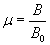 μ = B / B₀